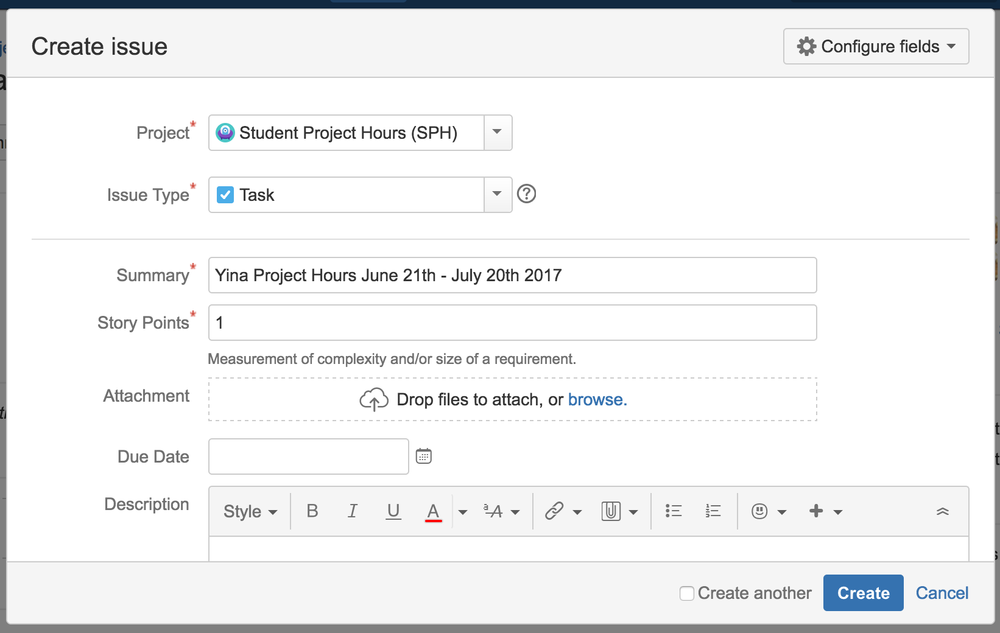 Create issue
Configure fields
Project*
Student Project Hours (SPH)
Issue Type*
Task
Summary*
Yina Project Hours June 21th - July 20th 2017
Story Points*
1
Measurement of complexity and/or size of a requirement.
Attachment
Drop files to attach, or browse.
Due Date
Description
Style B I U A ªA
Create another
Create
Cancel